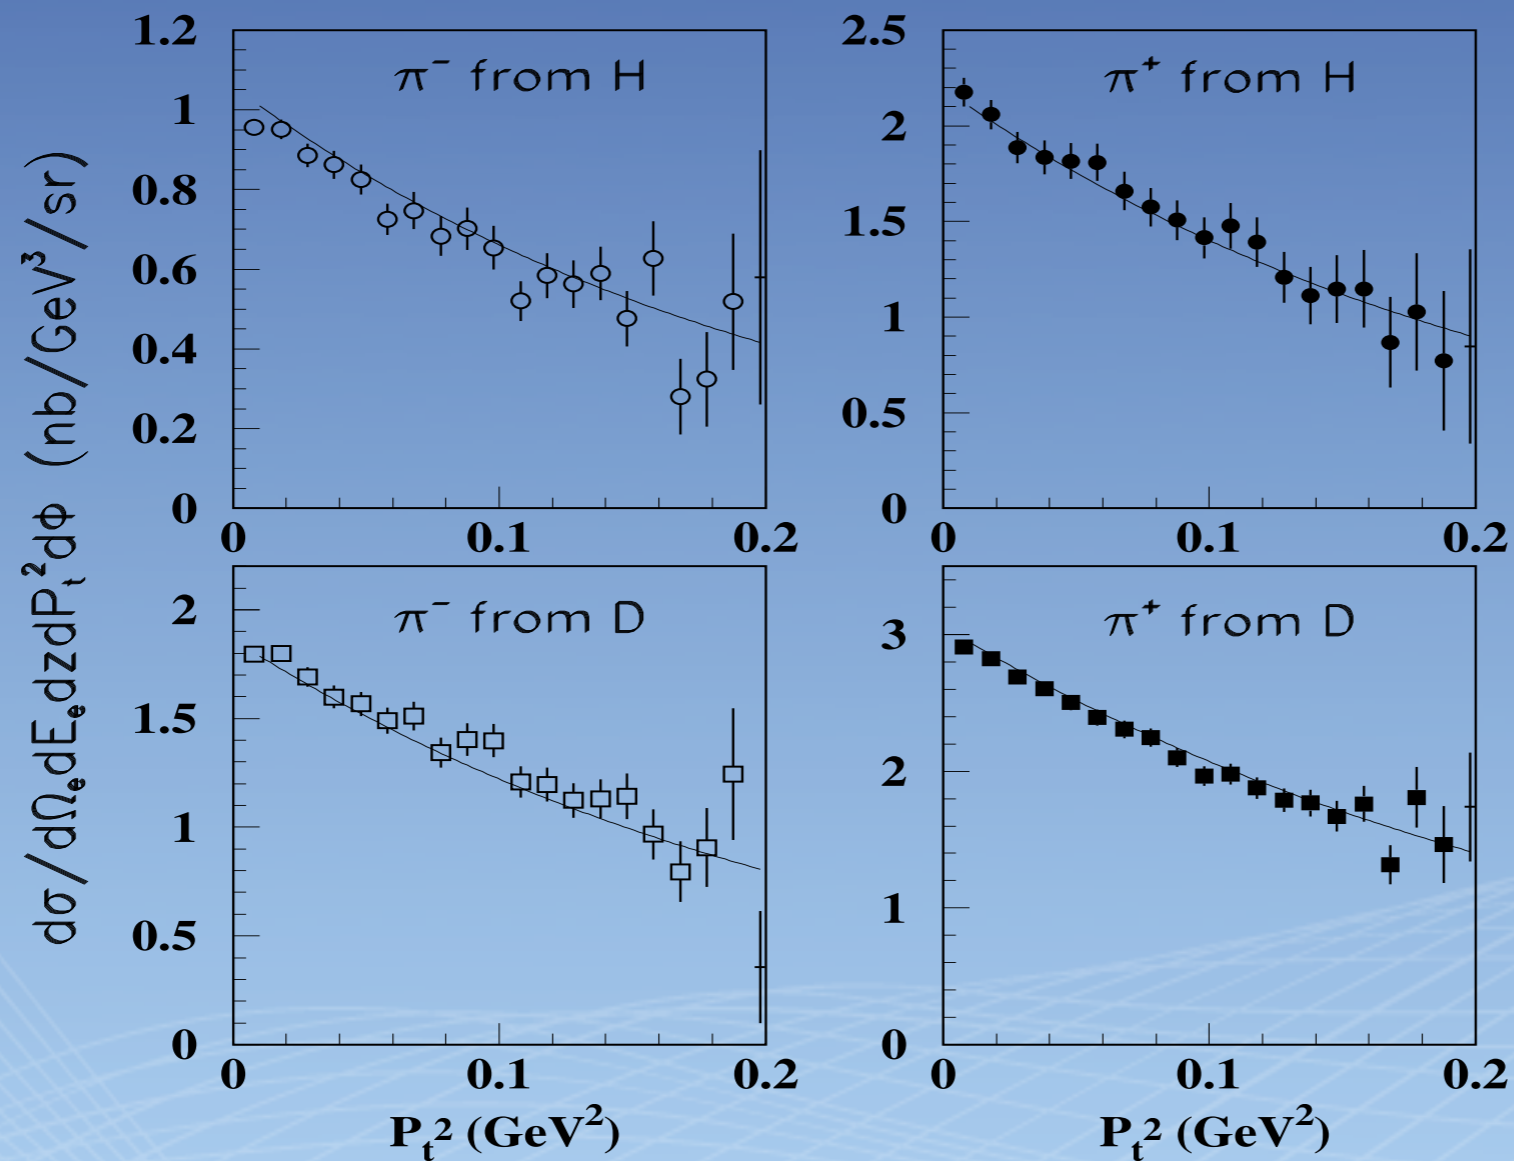 dσ/dΩₑdEₑdzdPₜ²dφ (nb/GeV³/sr)
π⁻ from H
1.2
1
0.8
0.6
0.4
0.2
0
0 0.1 0.2
π⁺ from H
2.5
2
1.5
1
0.5
0
0 0.1 0.2
π⁻ from D
2
1.5
1
0.5
0
0 0.1 0.2
Pₜ² (GeV²)
π⁺ from D
3
2
1
0
0 0.1 0.2
Pₜ² (GeV²)